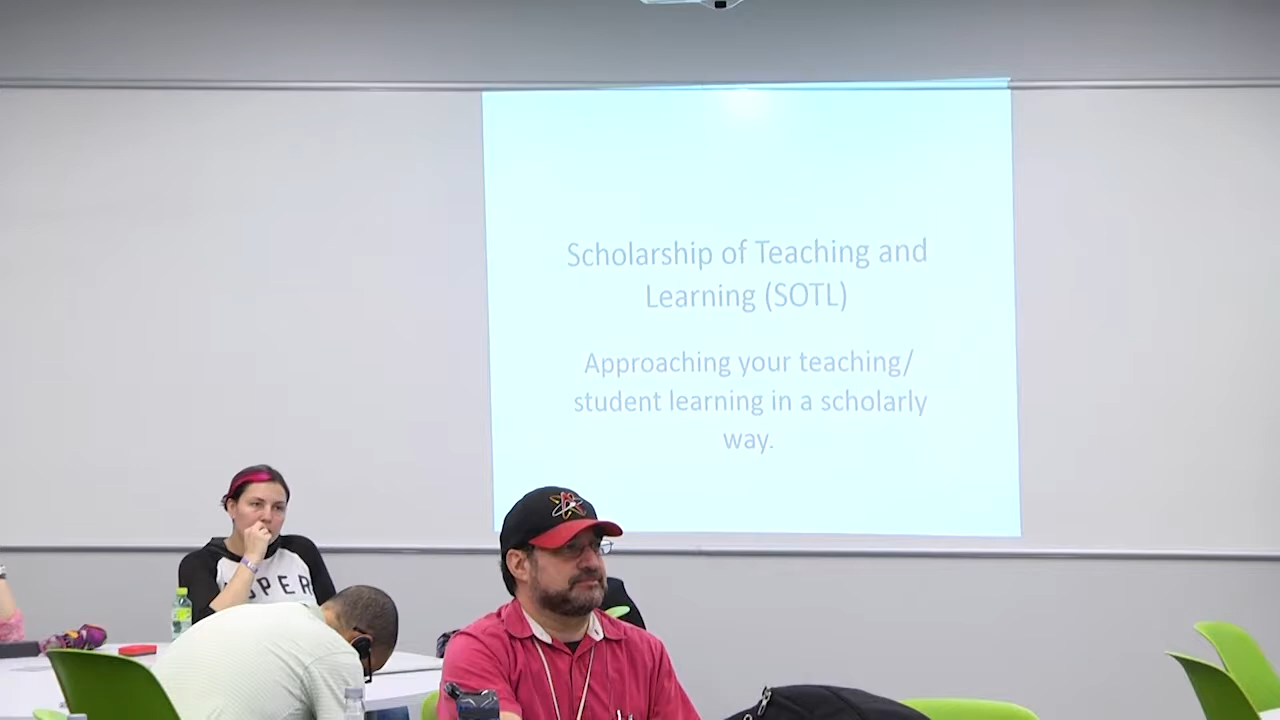 Scholarship of Teaching and
Learning (SOTL)
Approaching your teaching/
student learning in a scholarly
way.